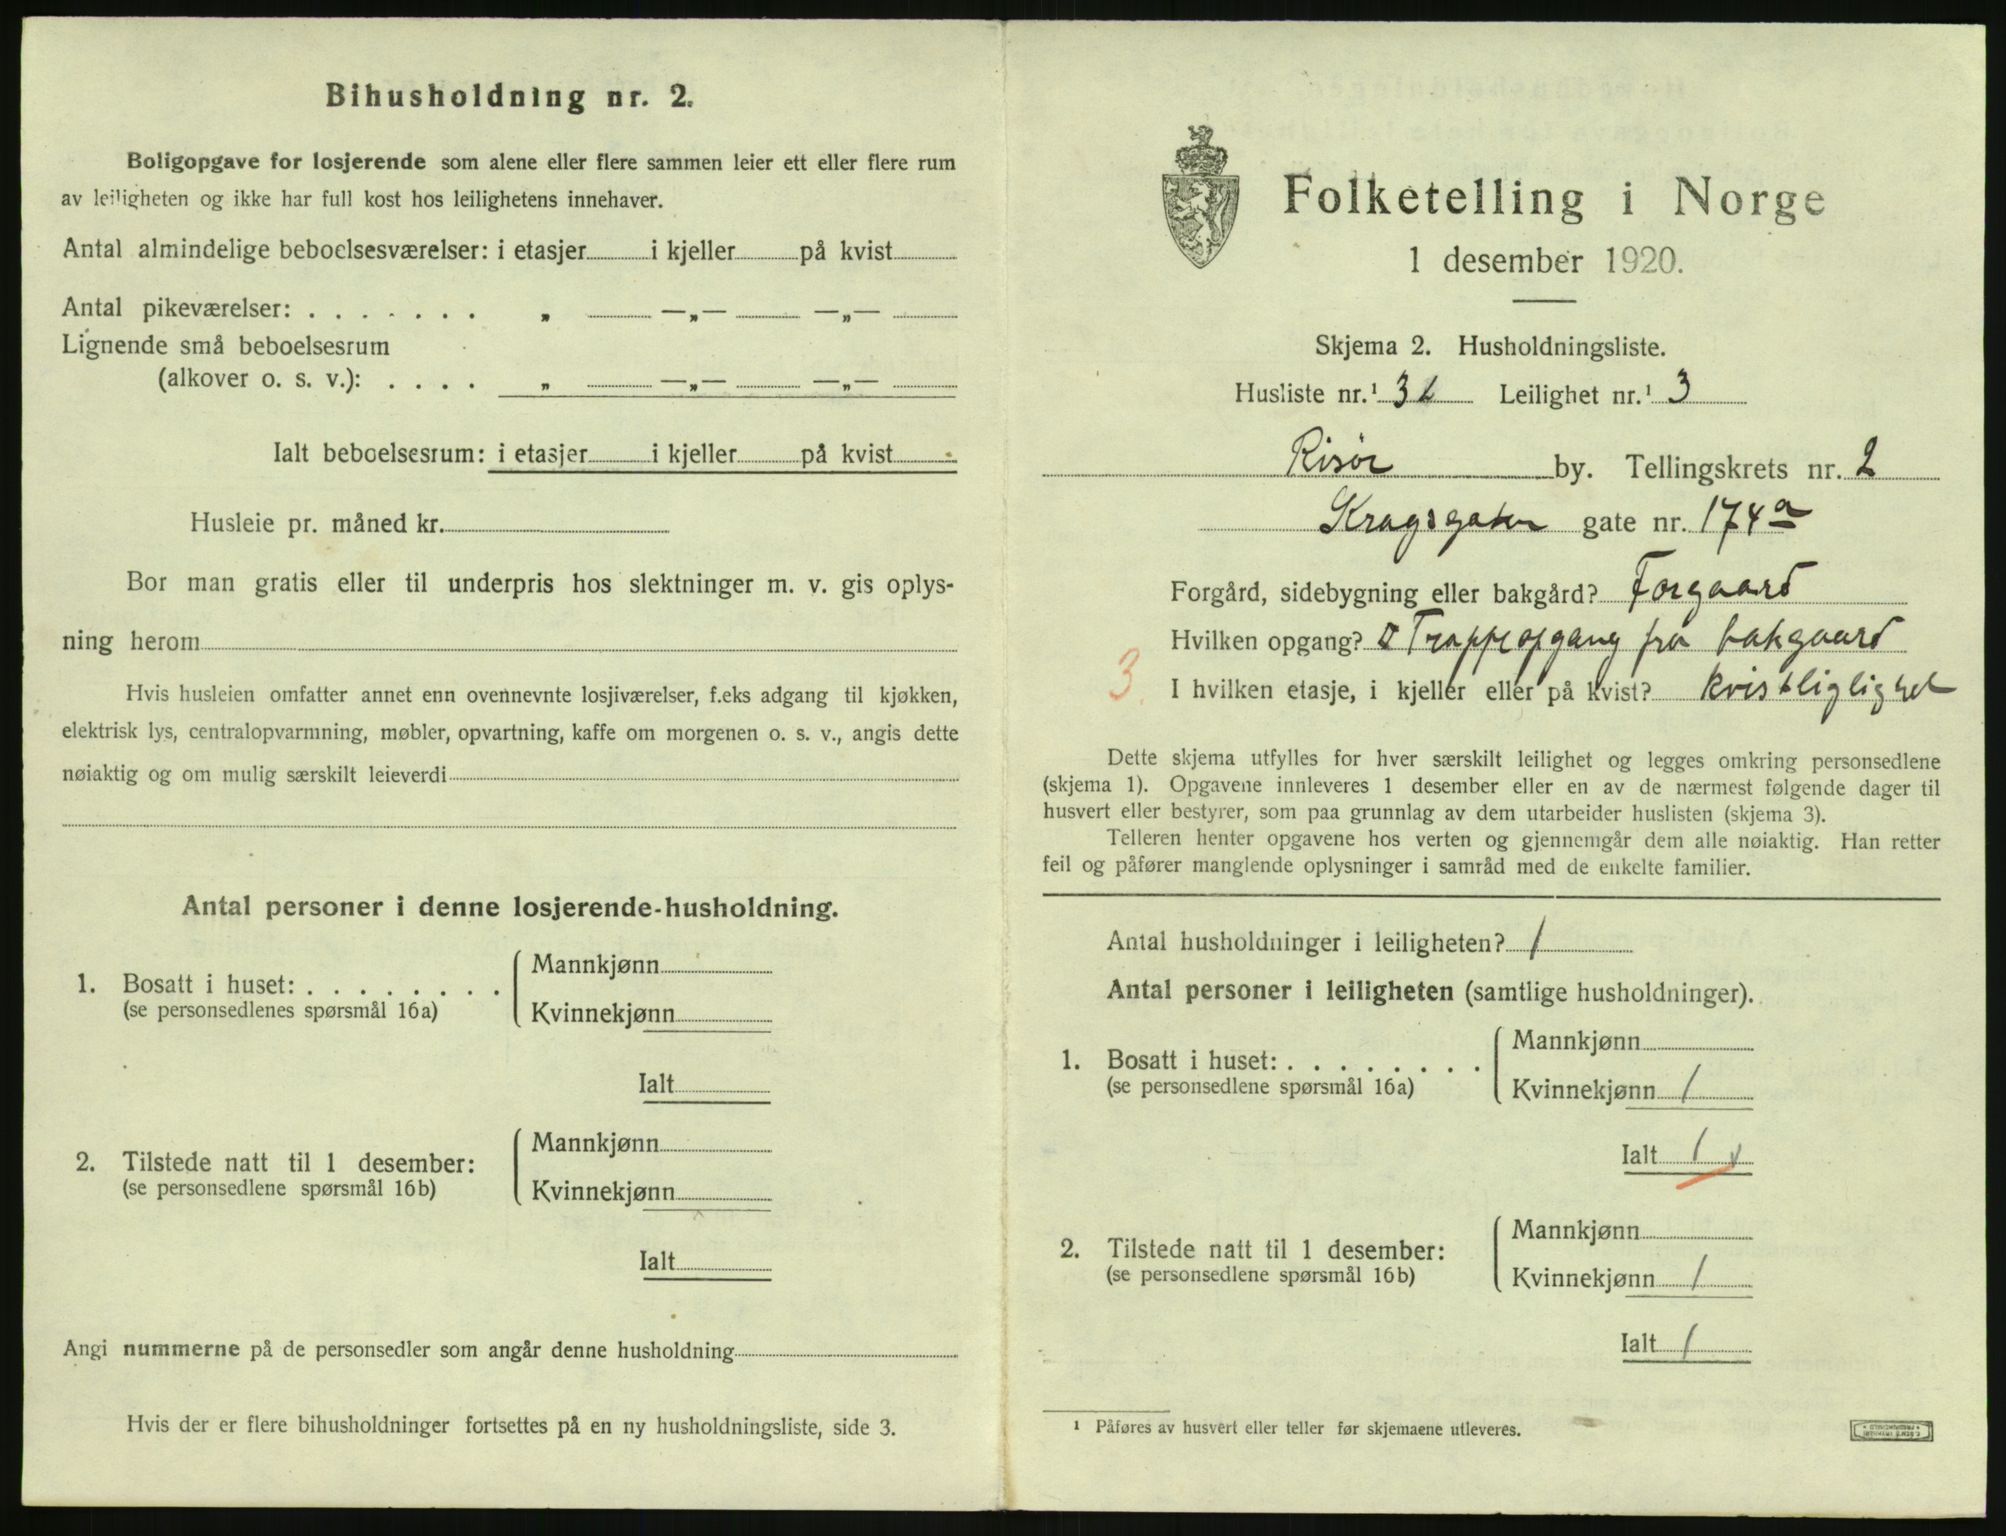 Bihusholdning nr. 2.
Boligopgave for losjerende som alene eller flere sammen leier ett eller flere rum
av leiligheten og ikke har full kost hos leilighetens innehaver.
Antal almindelige beboelsesværelser: i etasjer i kjeller på kvist
Antal pikeværelser: . . . . . . . „ —„— —„—
Lignende små beboelsesrum
(alkover o. s. v.): . . . . „ —„— —„—
Ialt beboelsesrum: i etasjer i kjeller på kvist
Husleie pr. måned kr.
Bor man gratis eller til underpris hos slektninger m. v. gis oplys-
ning herom
Hvis husleien omfatter annet enn ovennevnte losjiværelser, f.eks adgang til kjøkken,
elektrisk lys, centralopvarmning, møbler, opvartning, kaffe om morgenen o. s. v., angis dette
nøiaktig og om mulig særskilt leieverdi
Antal personer i denne losjerende-husholdning.
1. Bosatt i huset: . . . . . . . .
(se personsedlenes spørsmål 16a)
Mannkjønn
Kvinnekjønn
Ialt
2. Tilstede natt til 1 desember:
(se personsedlene spørsmål 16b)
Mannkjønn
Kvinnekjønn
Ialt
Angi nummerne på de personsedler som angår denne husholdning
Hvis der er flere bihusholdninger fortsettes på en ny husholdningsliste, side 3.
Folketelling i Norge
1 desember 1920.
Skjema 2. Husholdningsliste.
Husliste nr.¹ Leilighet nr.¹ 3
Risør by. Tellingskrets nr. 2
Kragsgaten gate nr. 174a
Forgård, sidebygning eller bakgård? Forgaard
Hvilken opgang? Trappeopgang fra bakgaard
3. I hvilken etasje, i kjeller eller på kvist? kvistliglighet
Dette skjema utfylles for hver særskilt leilighet og legges omkring personsedlene
(skjema 1). Opgavene innleveres 1 desember eller en av de nærmest følgende dager til
husvert eller bestyrer, som paa grunnlag av dem utarbeider huslisten (skjema 3).
Telleren henter opgavene hos verten og gjennemgår dem alle nøiaktig. Han retter
feil og påfører manglende oplysninger i samråd med de enkelte familier.
Antal husholdninger i leiligheten? 1
Antal personer i leiligheten (samtlige husholdninger).
1. Bosatt i huset: . . . . . . . .
(se personsedlene spørsmål 16a)
Mannkjønn
Kvinnekjønn 1
Ialt 1
2. Tilstede natt til 1 desember:
(se personsedlene spørsmål 16b)
Mannkjønn
Kvinnekjønn 1
Ialt 1
¹ Påføres av husvert eller teller før skjemaene utleveres.